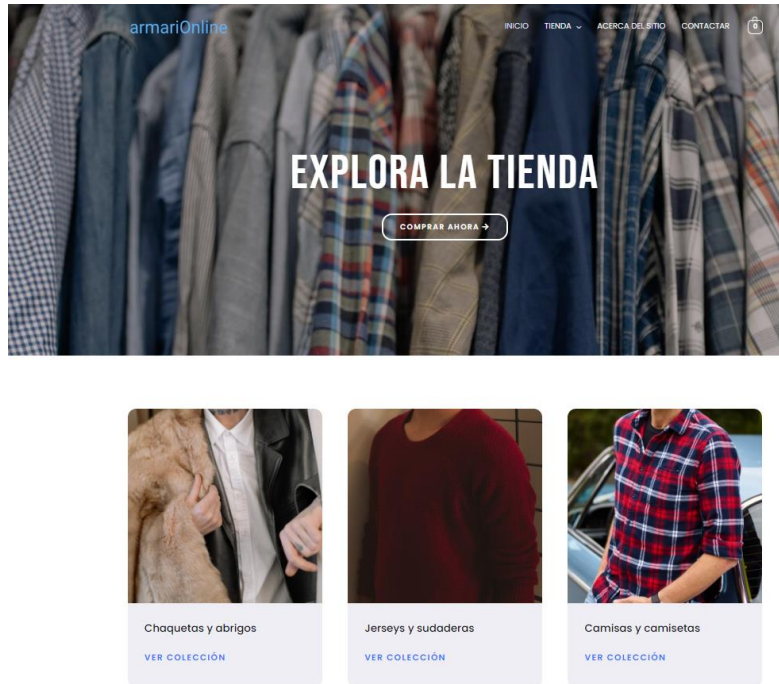 armariOnline
INICIO TIENDA ACERCA DEL SITIO CONTACTAR 0
EXPLORA LA TIENDA
COMPRAR AHORA →
Chaquetas y abrigos
VER COLECCIÓN
Jerseys y sudaderas
VER COLECCIÓN
Camisas y camisetas
VER COLECCIÓN